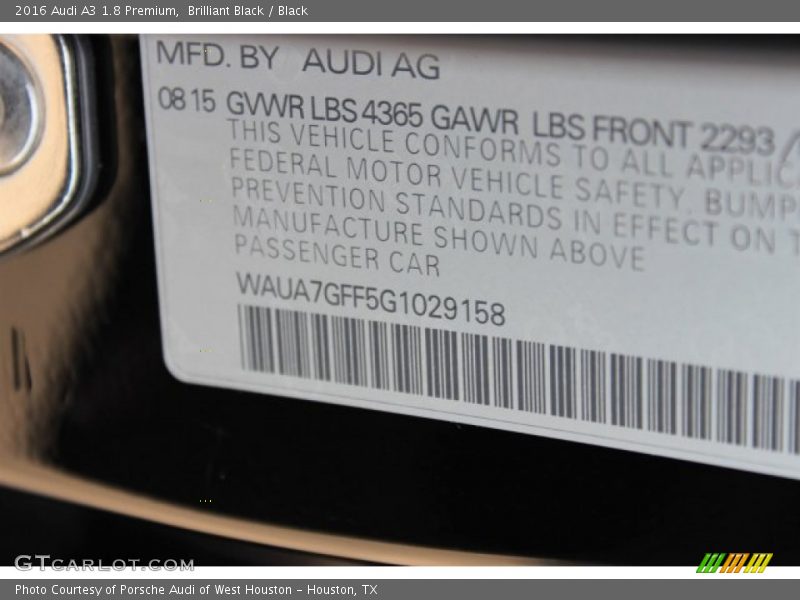 2016 Audi A3 1.8 Premium,  Brilliant Black / Black
MFD. BY AUDI AG
08 15 GVWR LBS 4365 GAWR LBS FRONT 2293
THIS VEHICLE CONFORMS TO ALL
FEDERAL MOTOR VEHICLE SAFETY. BUMP
PREVENTION STANDARDS IN EFFECT ON
MANUFACTURE SHOWN ABOVE
PASSENGER CAR
WAUA7GFF5G1029158
GTCARLOT.COM
Photo Courtesy of Porsche Audi of West Houston - Houston, TX